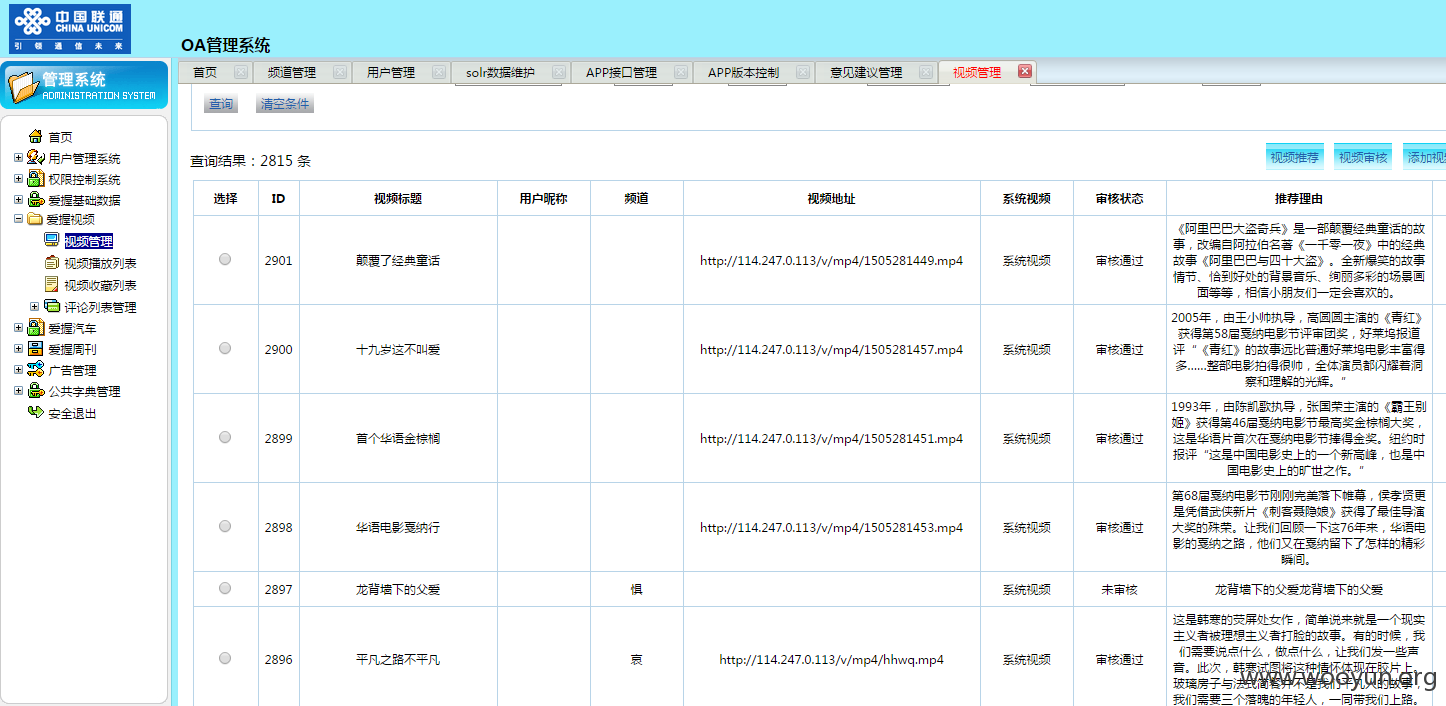 中国联通
CHINA UNICOM
引领通信未来
OA管理系统
管理系统
ADMINISTRATION SYSTEM
首页 频道管理 用户管理 solr数据维护 APP接口管理 APP版本控制 意见建议管理 视频管理
首页
用户管理系统
权限控制系统
爱握基础数据
爱握视频
视频管理
视频播放列表
视频收藏列表
评论列表管理
爱握汽车
爱握周刊
广告管理
公共字典管理
安全退出
查询 清空条件
查询结果：2815 条
视频推荐 视频审核 添加视
选择 ID 视频标题 用户昵称 频道 视频地址 系统视频 审核状态 推荐理由
2901 颠覆了经典童话 http://114.247.0.113/v/mp4/1505281449.mp4 系统视频 审核通过
《阿里巴巴大盗奇兵》是一部颠覆经典童话的故
事，改编自阿拉伯名著《一千零一夜》中的经典
故事《阿里巴巴与四十大盗》。全新爆笑的故事
情节、恰到好处的背景音乐、绚丽多彩的场景画
面等等，相信小朋友们一定会喜欢的。
2900 十九岁这不叫爱 http://114.247.0.113/v/mp4/1505281457.mp4 系统视频 审核通过
2005年，由王小帅执导，高圆圆主演的《青红》
获得第58届戛纳电影节评审团奖，好莱坞报道
评“《青红》的故事远比普通好莱坞电影丰富得
多......整部电影拍得很帅，全体演员都闪耀着洞
察和理解的光辉。”
2899 首个华语金棕榈 http://114.247.0.113/v/mp4/1505281451.mp4 系统视频 审核通过
1993年，由陈凯歌执导，张国荣主演的《霸王别
姬》获得第46届戛纳电影节最高奖金棕榈大奖，
这是华语片首次在戛纳电影节捧得金奖。纽约时
报评“这是中国电影史上的一个新高峰，也是中
国电影史上的旷世之作。”
2898 华语电影戛纳行 http://114.247.0.113/v/mp4/1505281453.mp4 系统视频 审核通过
第68届戛纳电影节刚刚完美落下帷幕，侯孝贤更
是凭借武侠新片《刺客聂隐娘》获得了最佳导演
大奖的殊荣。让我们回顾一下这76年来，华语电
影的戛纳之路，他们又在戛纳留下了怎样的精彩
瞬间。
2897 龙背墙下的父爱 惧 系统视频 未审核 龙背墙下的父爱龙背墙下的父爱
2896 平凡之路不平凡 哀 http://114.247.0.113/v/mp4/hhwq.mp4 系统视频 审核通过
这是韩寒的荧屏处女作，简单说来就是一个现实
主义者被理想主义者打脸的故事。有的时候，我
们需要说点什么，做点什么，让我们发一些声
音。此次，韩寒试图将这种情怀体现在胶片上。
玻璃房子与法式简餐并不是我们平凡人的故事，
我们需要三个落魄的年轻人，一同带我们上路。
www.wooyun.org